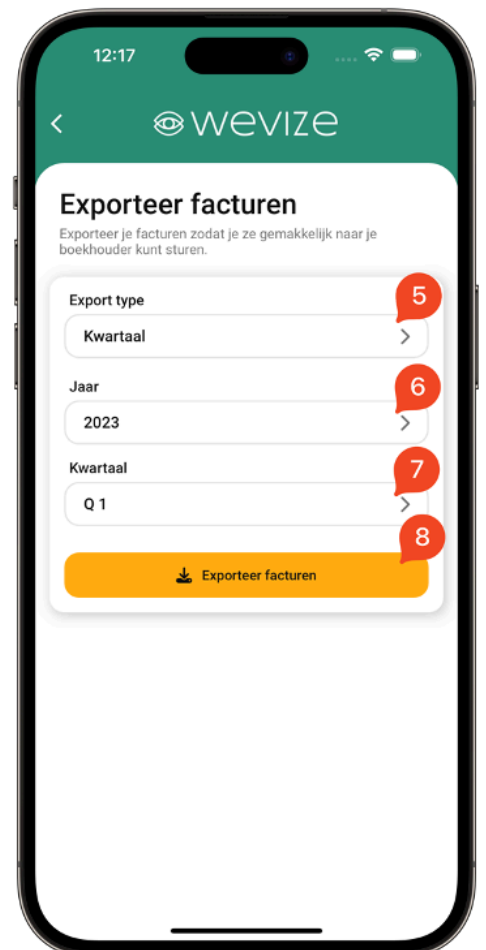 12:17
wevize
Exporteer facturen
Exporteer je facturen zodat je ze gemakkelijk naar je
boekhouder kunt sturen.
Export type
5
Kwartaal
Jaar
6
2023
Kwartaal
7
Q 1
8
Exporteer facturen